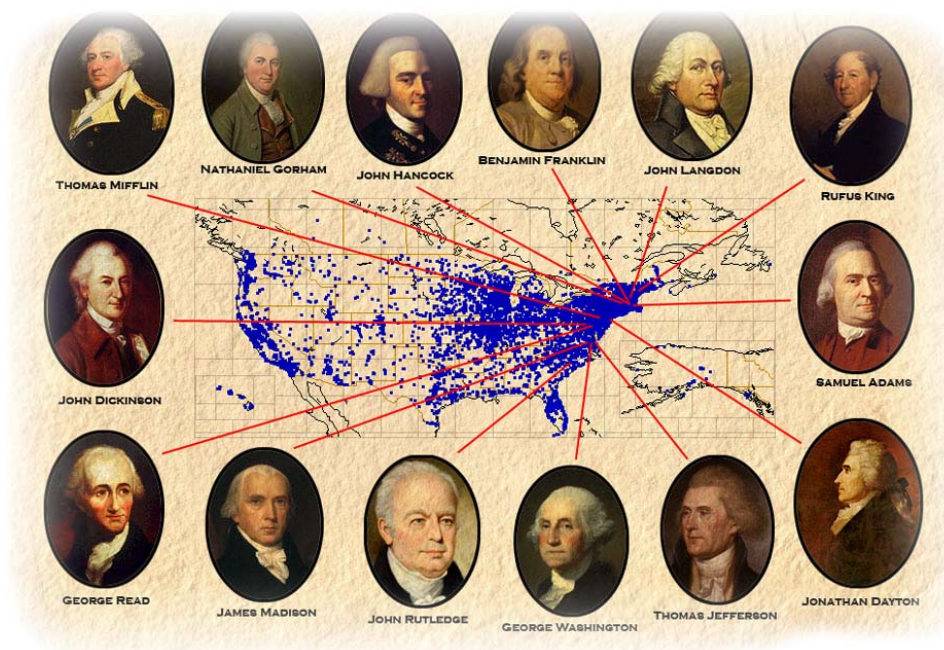 THOMAS MIFFLIN
NATHANIEL GORHAM
JOHN HANCOCK
BENJAMIN FRANKLIN
JOHN LANGDON
RUFUS KING
JOHN DICKINSON
SAMUEL ADAMS
GEORGE READ
JAMES MADISON
JOHN RUTLEDGE
GEORGE WASHINGTON
THOMAS JEFFERSON
JONATHAN DAYTON